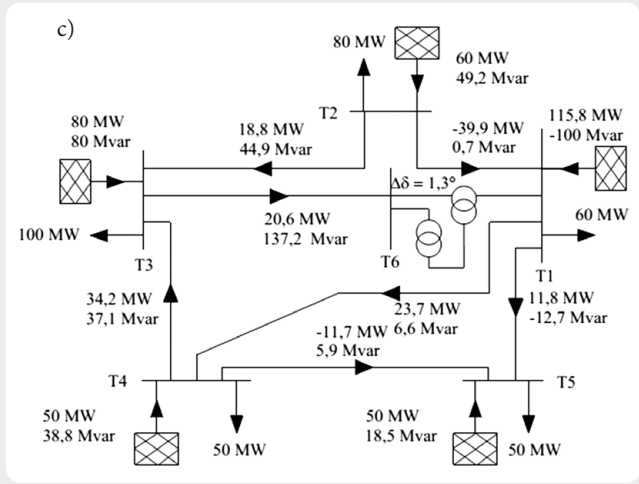 c)
80 MW
60 MW
49,2 Mvar
T2
80 MW
80 Mvar
18,8 MW
44,9 Mvar
-39,9 MW
0,7 Mvar
115,8 MW
-100 Mvar
Δδ = 1,3°
20,6 MW
137,2 Mvar
60 MW
100 MW
T3
T6
T1
34,2 MW
37,1 Mvar
23,7 MW
6,6 Mvar
11,8 MW
-12,7 Mvar
-11,7 MW
5,9 Mvar
T4
T5
50 MW
38,8 Mvar
50 MW
50 MW
18,5 Mvar
50 MW